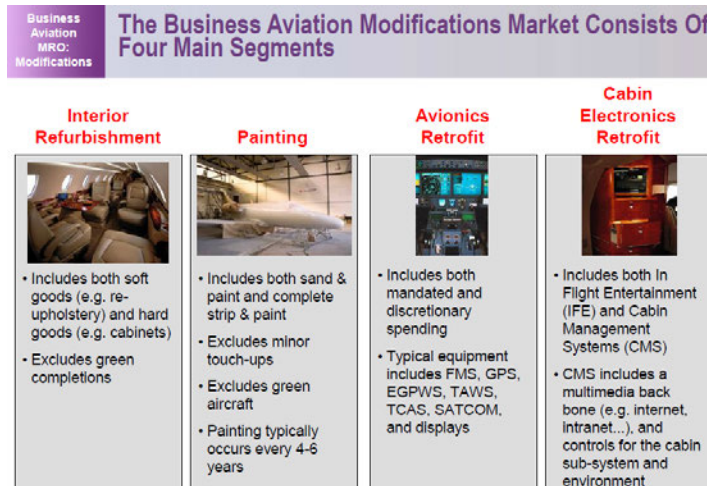 Business
Aviation
MRO:
Modifications
The Business Aviation Modifications Market Consists Of
Four Main Segments
Interior
Refurbishment
Painting
Avionics
Retrofit
Cabin
Electronics
Retrofit
• Includes both soft
goods (e.g. re-
upholstery) and hard
goods (e.g. cabinets)
• Excludes green
completions
• Includes both sand &
paint and complete
strip & paint
• Excludes minor
touch-ups
• Excludes green
aircraft
• Painting typically
occurs every 4-6
years
• Includes both
mandated and
discretionary
spending
• Typical equipment
includes FMS, GPS,
EGPWS, TAWS,
TCAS, SATCOM,
and displays
• Includes both In
Flight Entertainment
(IFE) and Cabin
Management
Systems (CMS)
• CMS includes a
multimedia back
bone (e.g. internet,
intranet...), and
controls for the cabin
sub-system and
environment